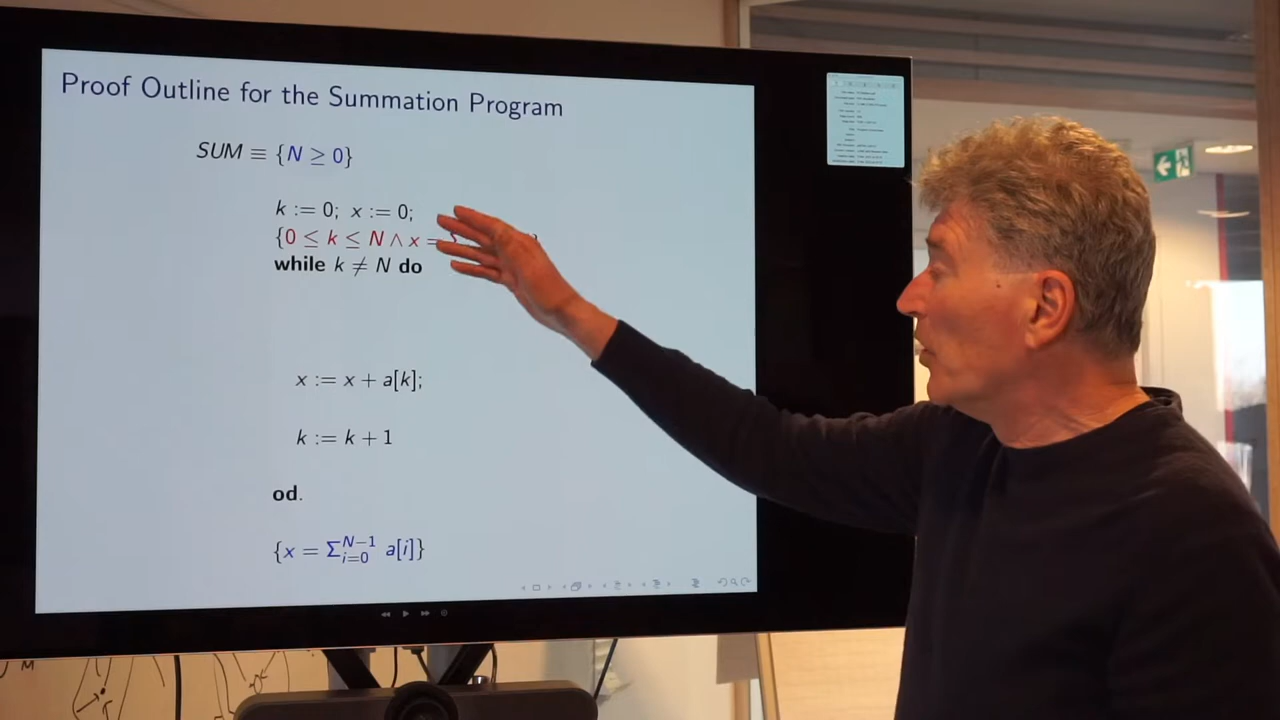 Proof Outline for the Summation Program
SUM ≡ {N ≥ 0}
k := 0; x := 0;
{0 ≤ k ≤ N ∧ x =
while k ≠ N do
x := x + a[k];
k := k + 1
od.
{x = Σ_{i=0}^{N−1} a[i]}